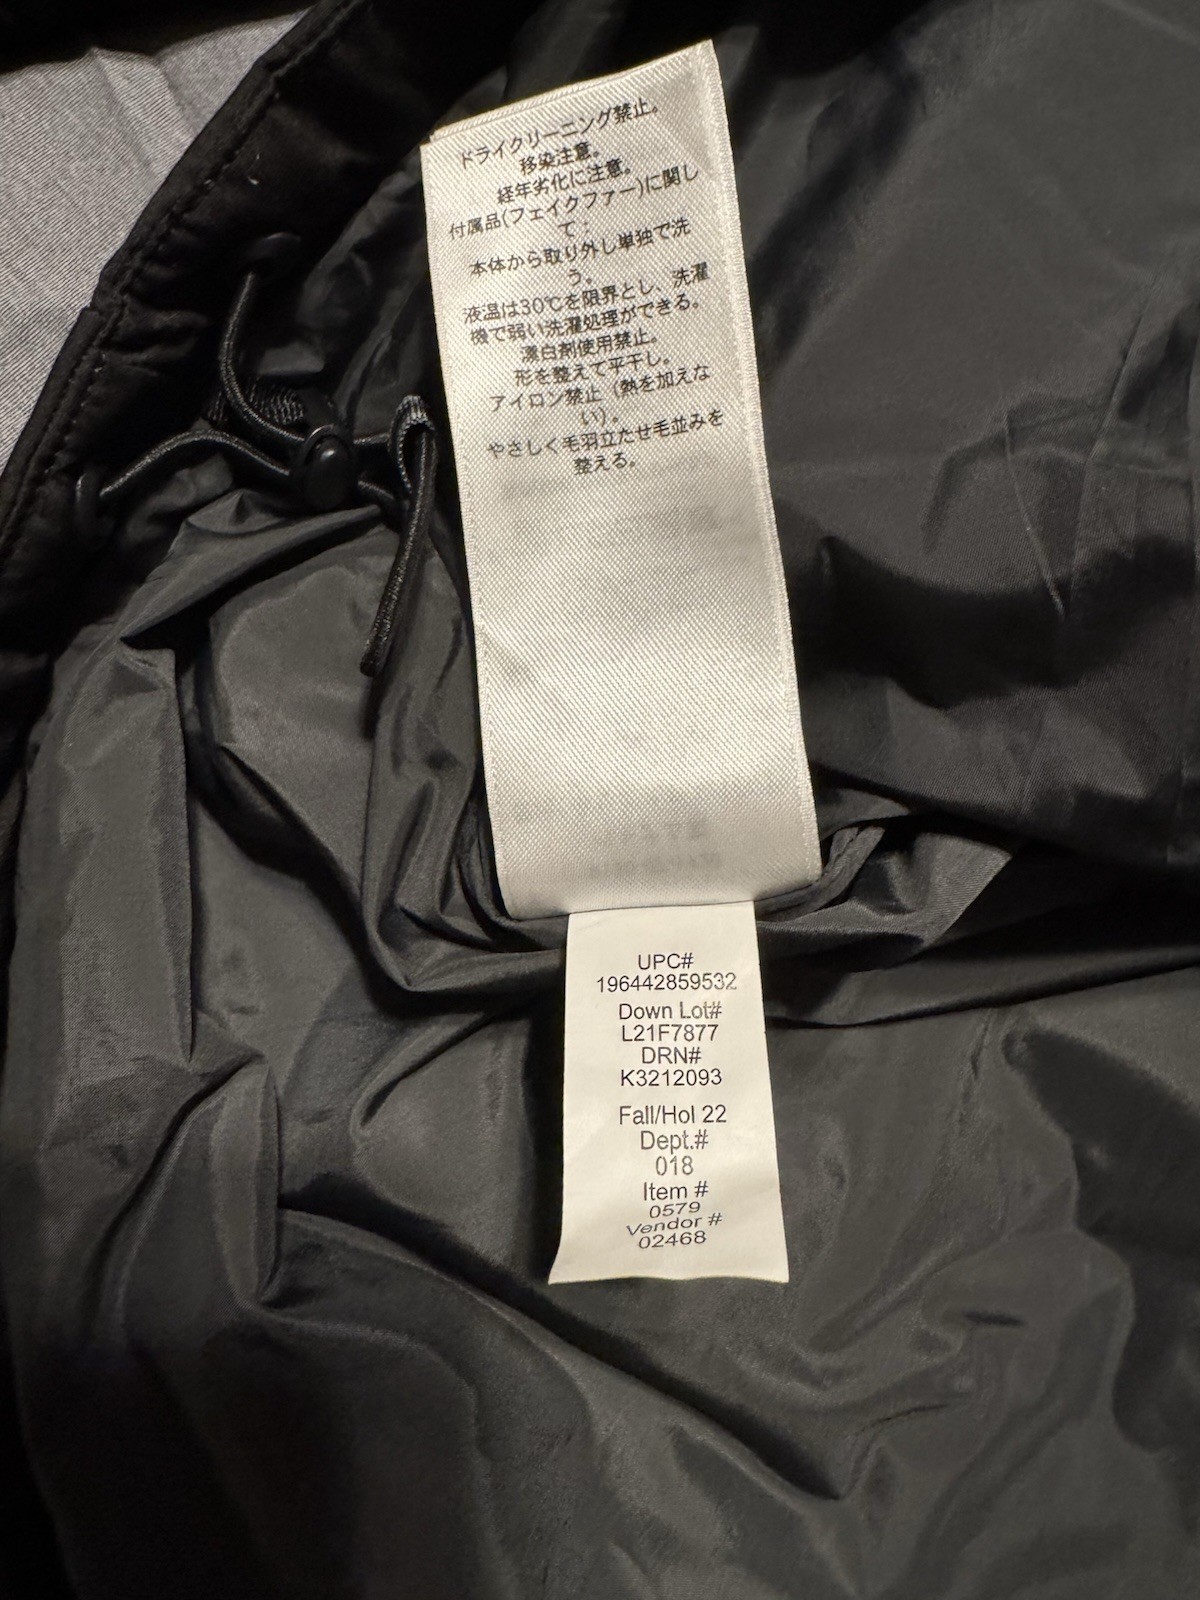 ドライクリーニング禁止。
移染注意。
経年劣化に注意。
付属品(フェイクファー)に関し
て：
本体から取り外し単独で洗
う。
液温は30℃を限界とし、洗濯
機で弱い洗濯処理ができる。
漂白剤使用禁止。
形を整えて平干し。
アイロン禁止（熱を加えな
い）。
やさしく毛羽立たせ毛並みを
整える。
UPC#
196442859532
Down Lot#
L21F7877
DRN#
K3212093
Fall/Hol 22
Dept.#
018
Item #
0579
Vendor #
02468